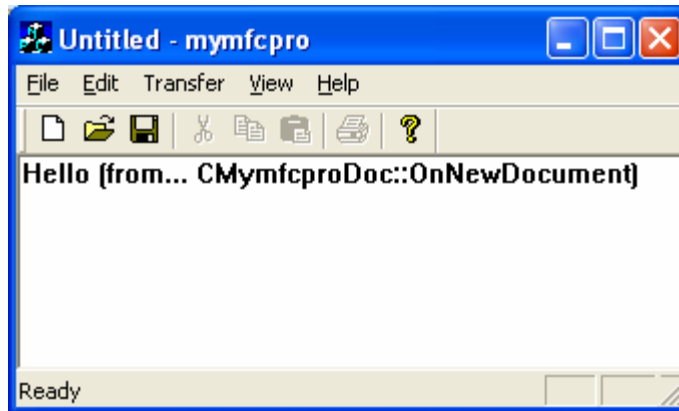 Untitled - mymfcpro
File Edit Transfer View Help
Hello (from... CMymfcproDoc::OnNewDocument)
Ready